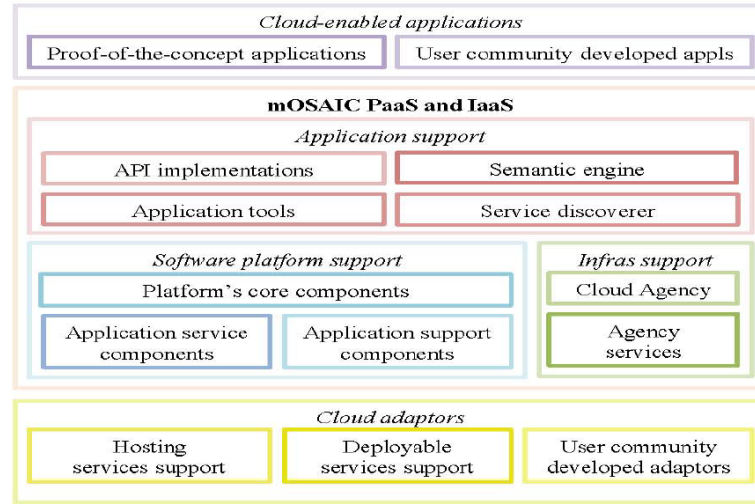 Cloud-enabled applications
Proof-of-the-concept applications
User community developed appls
mOSAIC PaaS and IaaS
Application support
API implementations
Semantic engine
Application tools
Service discoverer
Software platform support
Platform's core components
Application service
components
Application support
components
Infras support
Cloud Agency
Agency
services
Cloud adaptors
Hosting
services support
Deployable
services support
User community
developed adaptors